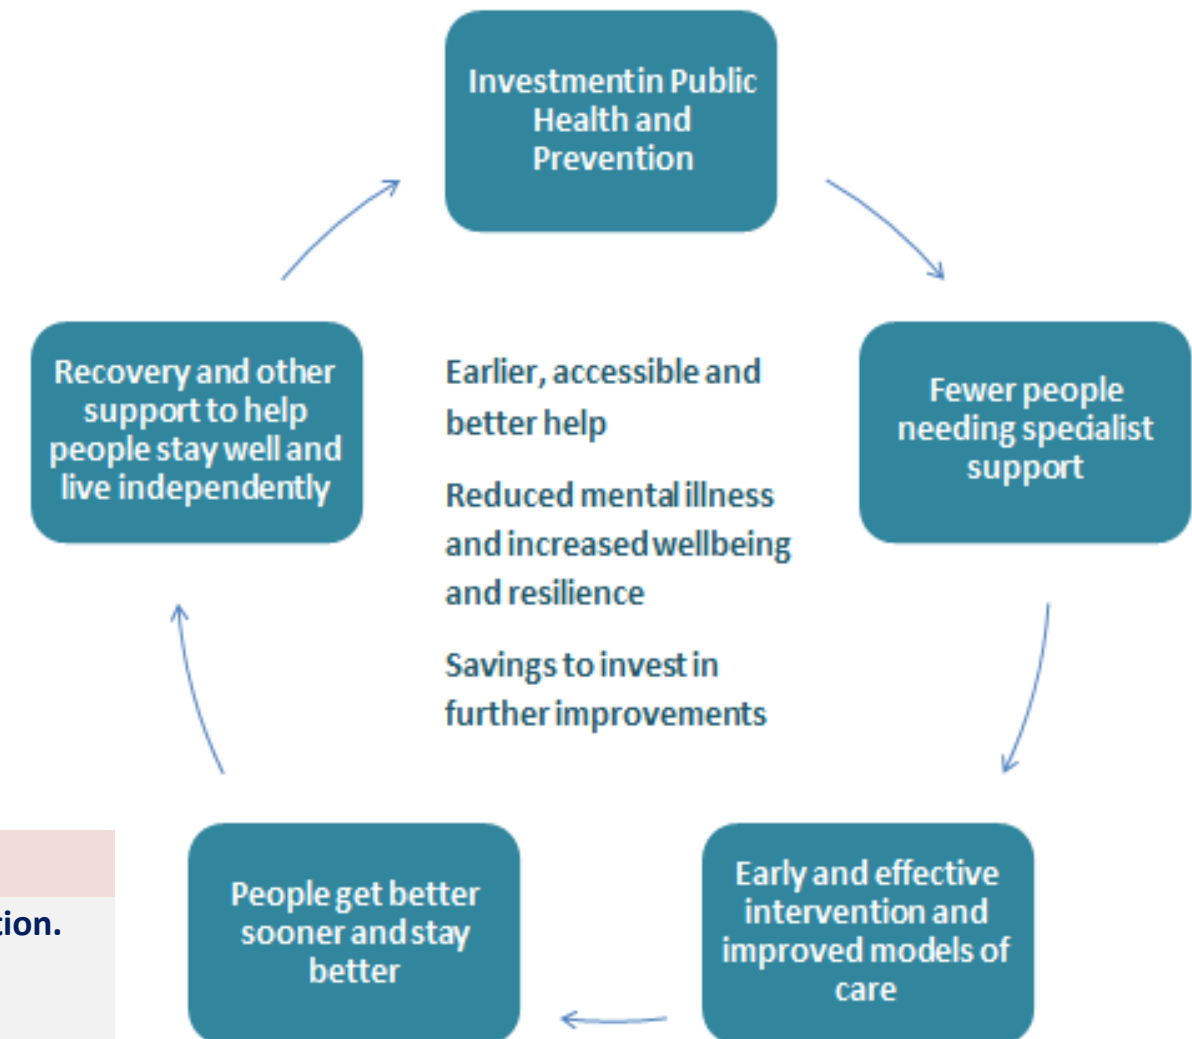 Investment in Public
Health and
Prevention
Recovery and other
support to help
people stay well and
live independently
Earlier, accessible and
better help
Reduced mental illness
and increased wellbeing
and resilience
Savings to invest in
further improvements
Fewer people
needing specialist
support
People get better
sooner and stay
better
Early and effective
intervention and
improved models of
care
tion.